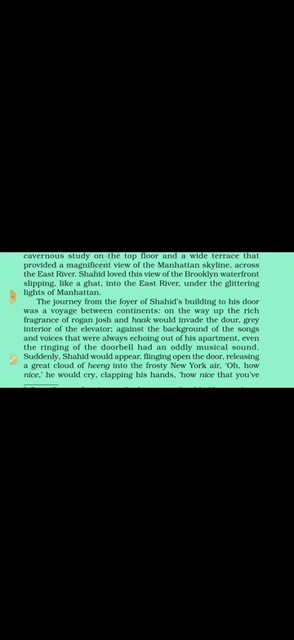 cavernous study on the top floor and a wide terrace that
provided a magnificent view of the Manhattan skyline, across
the East River. Shahid loved this view of the Brooklyn waterfront
slipping, like a ghat, into the East River, under the glittering
lights of Manhattan.
The journey from the foyer of Shahid's building to his door
was a voyage between continents: on the way up the rich
fragrance of rogan josh and haak would invade the dour, grey
interior of the elevator; against the background of the songs
and voices that were always echoing out of his apartment, even
the ringing of the doorbell had an oddly musical sound.
Suddenly, Shahid would appear, flinging open the door, releasing
a great cloud of heeng into the frosty New York air. 'Oh, how
nice,' he would cry, clapping his hands, 'how nice that you've